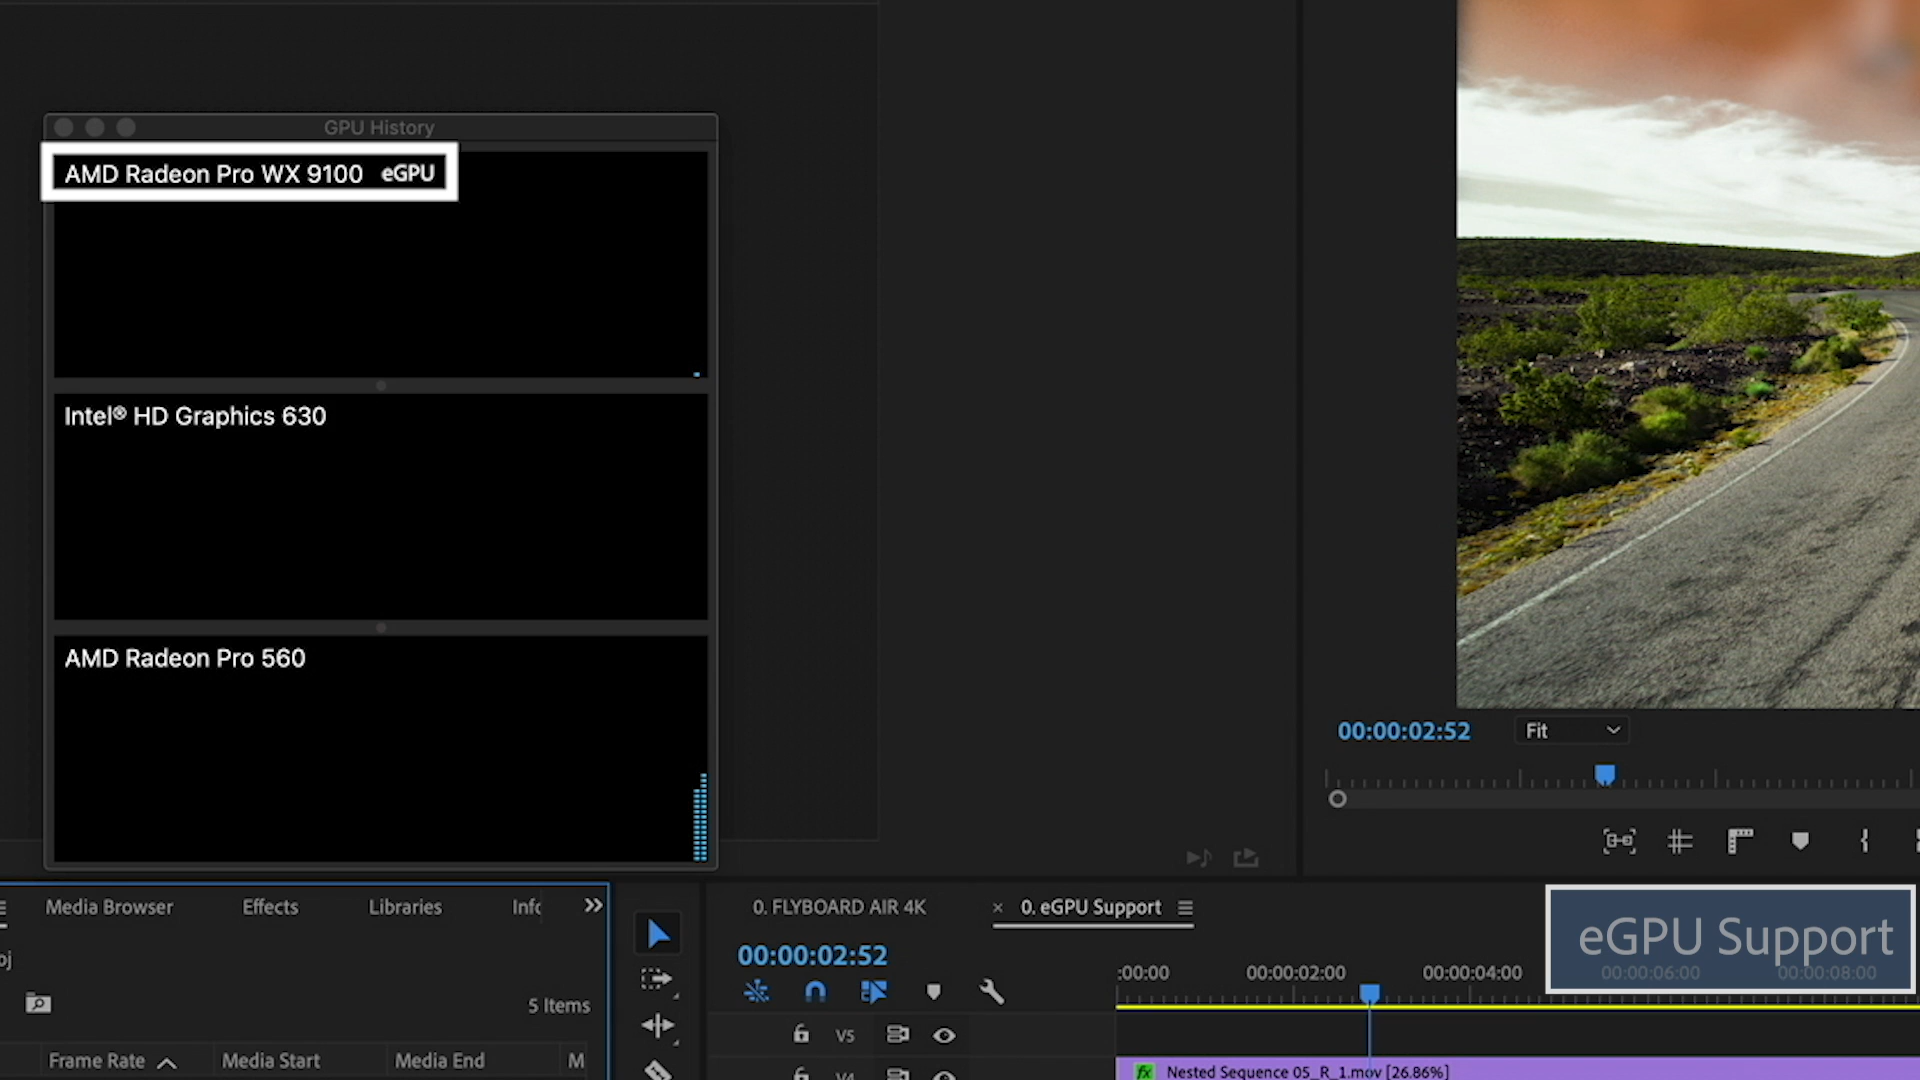 GPU History
AMD Radeon Pro WX 9100 eGPU
Intel® HD Graphics 630
AMD Radeon Pro 560
00:00:02:52
Fit
Media Browser
Effects
Libraries
Info
5 Items
Frame Rate
Media Start
Media End
M
0. FLYBOARD AIR 4K
× 0. eGPU Support
00:00:02:52
:00:00
00:00:02:00
00:00:04:00
00:00:06:00
00:00:08:00
eGPU Support
V5
V4
fx Nested Sequence 05_R_1.mov [26.86%]